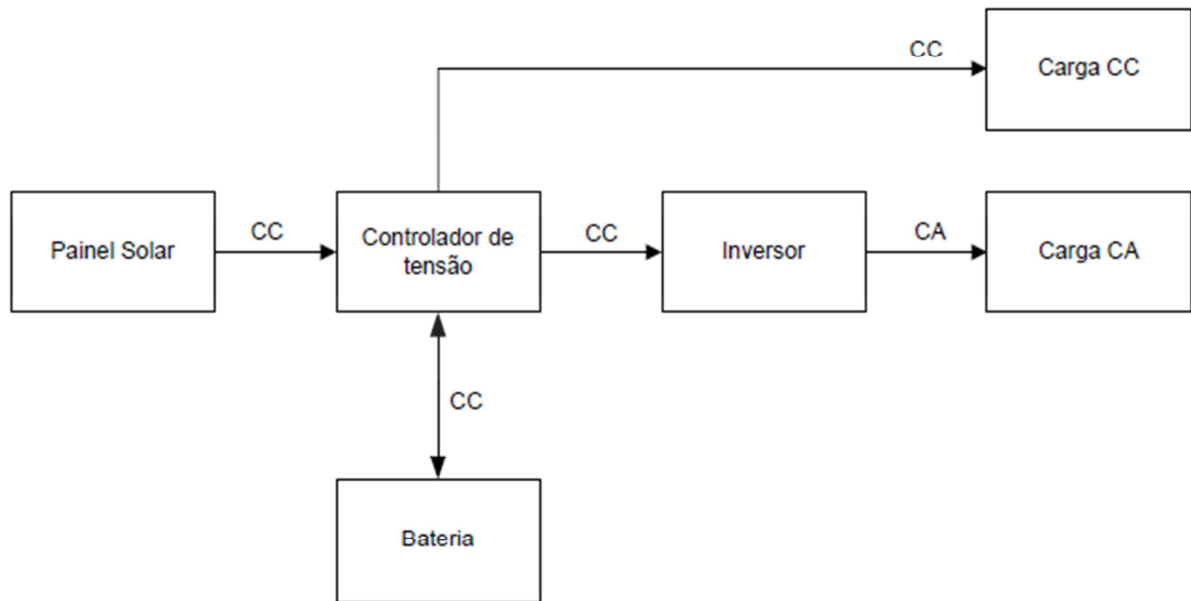 CC
Carga CC
Painel Solar
CC
Controlador de
tensão
CC
Inversor
CA
Carga CA
CC
Bateria